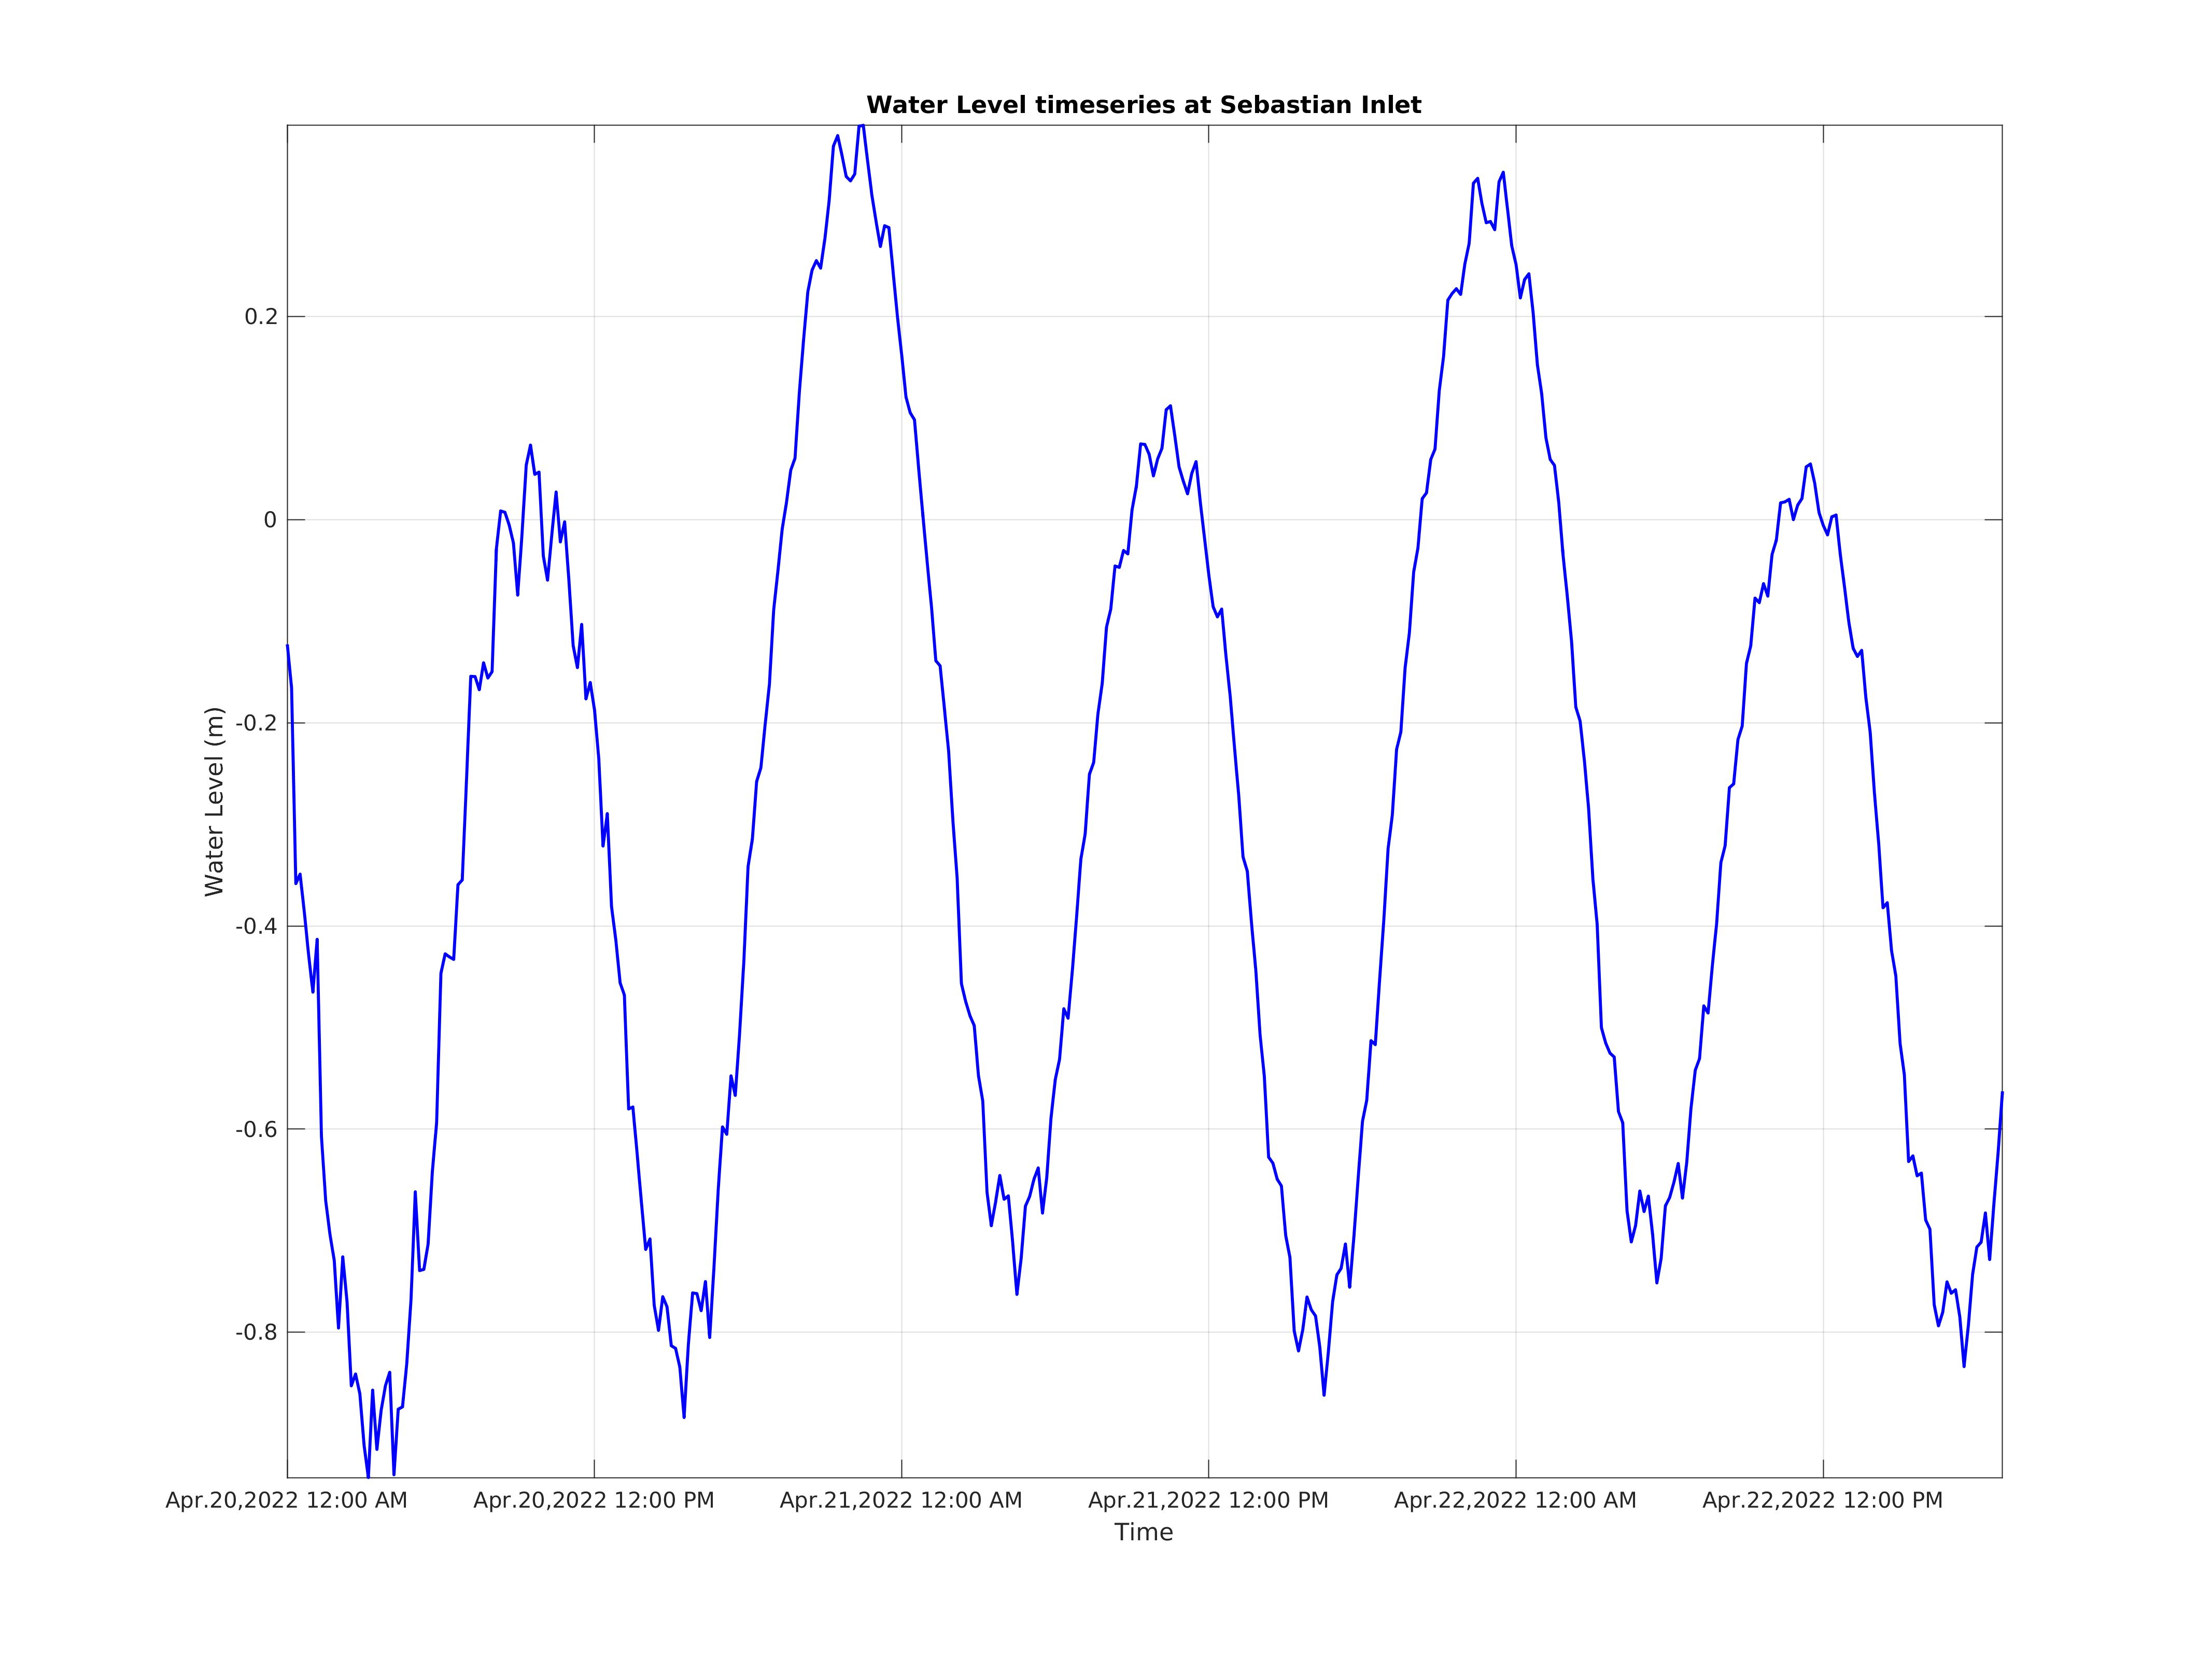 Water Level timeseries at Sebastian Inlet
0.2
0
-0.2
-0.4
-0.6
-0.8
Water Level (m)
Apr.20,2022 12:00 AM
Apr.20,2022 12:00 PM
Apr.21,2022 12:00 AM
Apr.21,2022 12:00 PM
Apr.22,2022 12:00 AM
Apr.22,2022 12:00 PM
Time